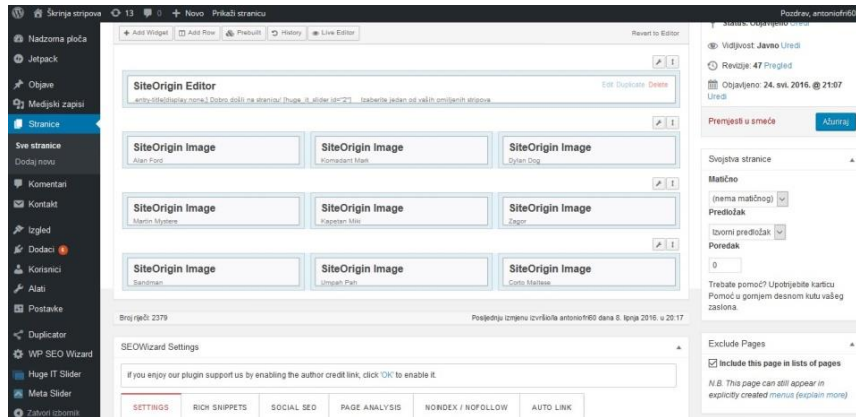 Škrinja stripova 13 0 + Novo Prikaži stranicu
Pozdrav, antoniofri60
Nadzorna ploča
Jetpack
Objave
Medijski zapisi
Stranice
Sve stranice
Dodaj novu
Komentari
Kontakt
Izgled
Dodaci
Korisnici
Alati
Postavke
Duplicator
WP SEO Wizard
Huge IT Slider
Meta Slider
Zatvori izbornik
+ Add Widget Add Row Prebuilt History Live Editor
Revert to Editor
SiteOrigin Editor
Edit Duplicate Delete
.entry-title{display:none;} Dobro došli na stranicu! [huge_it_slider id="2"] Izaberite jedan od vaših omiljenih stripova
SiteOrigin Image SiteOrigin Image SiteOrigin Image
Alan Ford Komadant Mark Dylan Dog
SiteOrigin Image SiteOrigin Image SiteOrigin Image
Martin Mystere Kapetan Miki Zagor
SiteOrigin Image SiteOrigin Image SiteOrigin Image
Sandman Umpah Pah Corto Maltese
Broj riječi: 2379
Posljednju izmjenu izvršio/la antoniofri60 dana 8. lipnja 2016. u 20:17
SEOWizard Settings
If you enjoy our plugin support us by enabling the author credit link, click 'OK' to enable it.
SETTINGS RICH SNIPPETS SOCIAL SEO PAGE ANALYSIS NOINDEX / NOFOLLOW AUTO LINK
Status: Objavljeno Uredi
Vidljivost: Javno Uredi
Revizije: 47 Pregled
Objavljeno: 24. svi. 2016. @ 21:07
Uredi
Premjesti u smeće
Ažuriraj
Svojstva stranice
Matično
(nema matičnog)
Predložak
Izvorni predložak
Poredak
0
Trebate pomoć? Upotrijebite karticu
Pomoć u gornjem desnom kutu vašeg
zaslona.
Exclude Pages
Include this page in lists of pages
N.B. This page can still appear in
explicitly created menus (explain more)